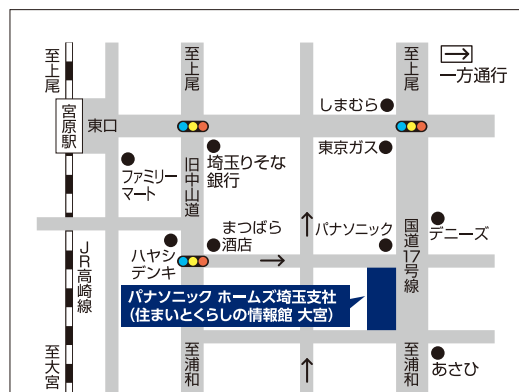 至上尾
至上尾
至上尾
一方通行
しまむら
宮原駅
東口
東京ガス
埼玉りそな
銀行
ファミリー
マート
旧中山道
まつばら
酒店
パナソニック
国道17号線
デニーズ
ハヤシ
デンキ
JR高崎線
パナソニック ホームズ埼玉支社
(住まいとくらしの情報館 大宮)
至大宮
至浦和
至浦和
あさひ